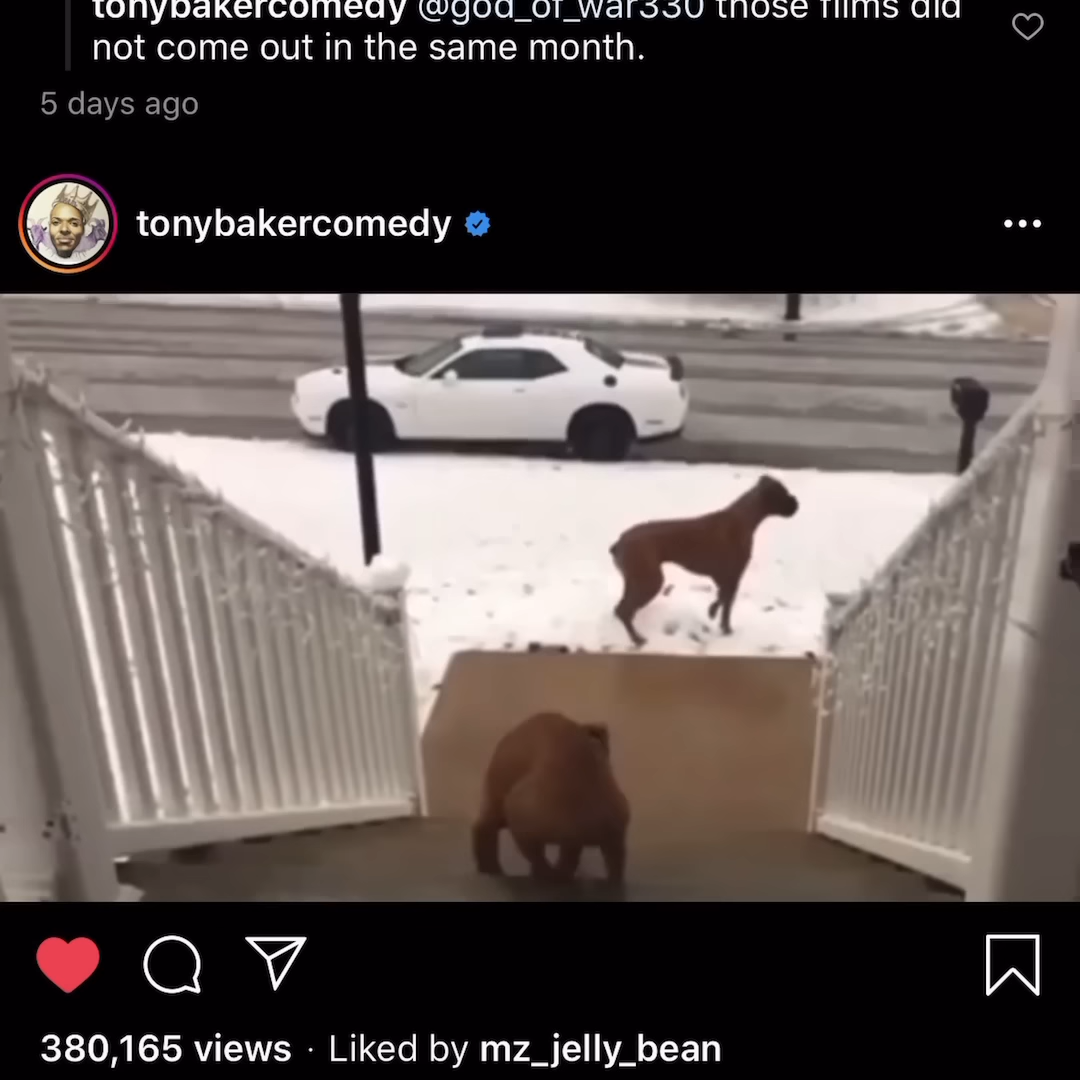 tonybakercomedy @god_of_war330 those films did
not come out in the same month.
5 days ago
tonybakercomedy
380,165 views · Liked by mz_jelly_bean